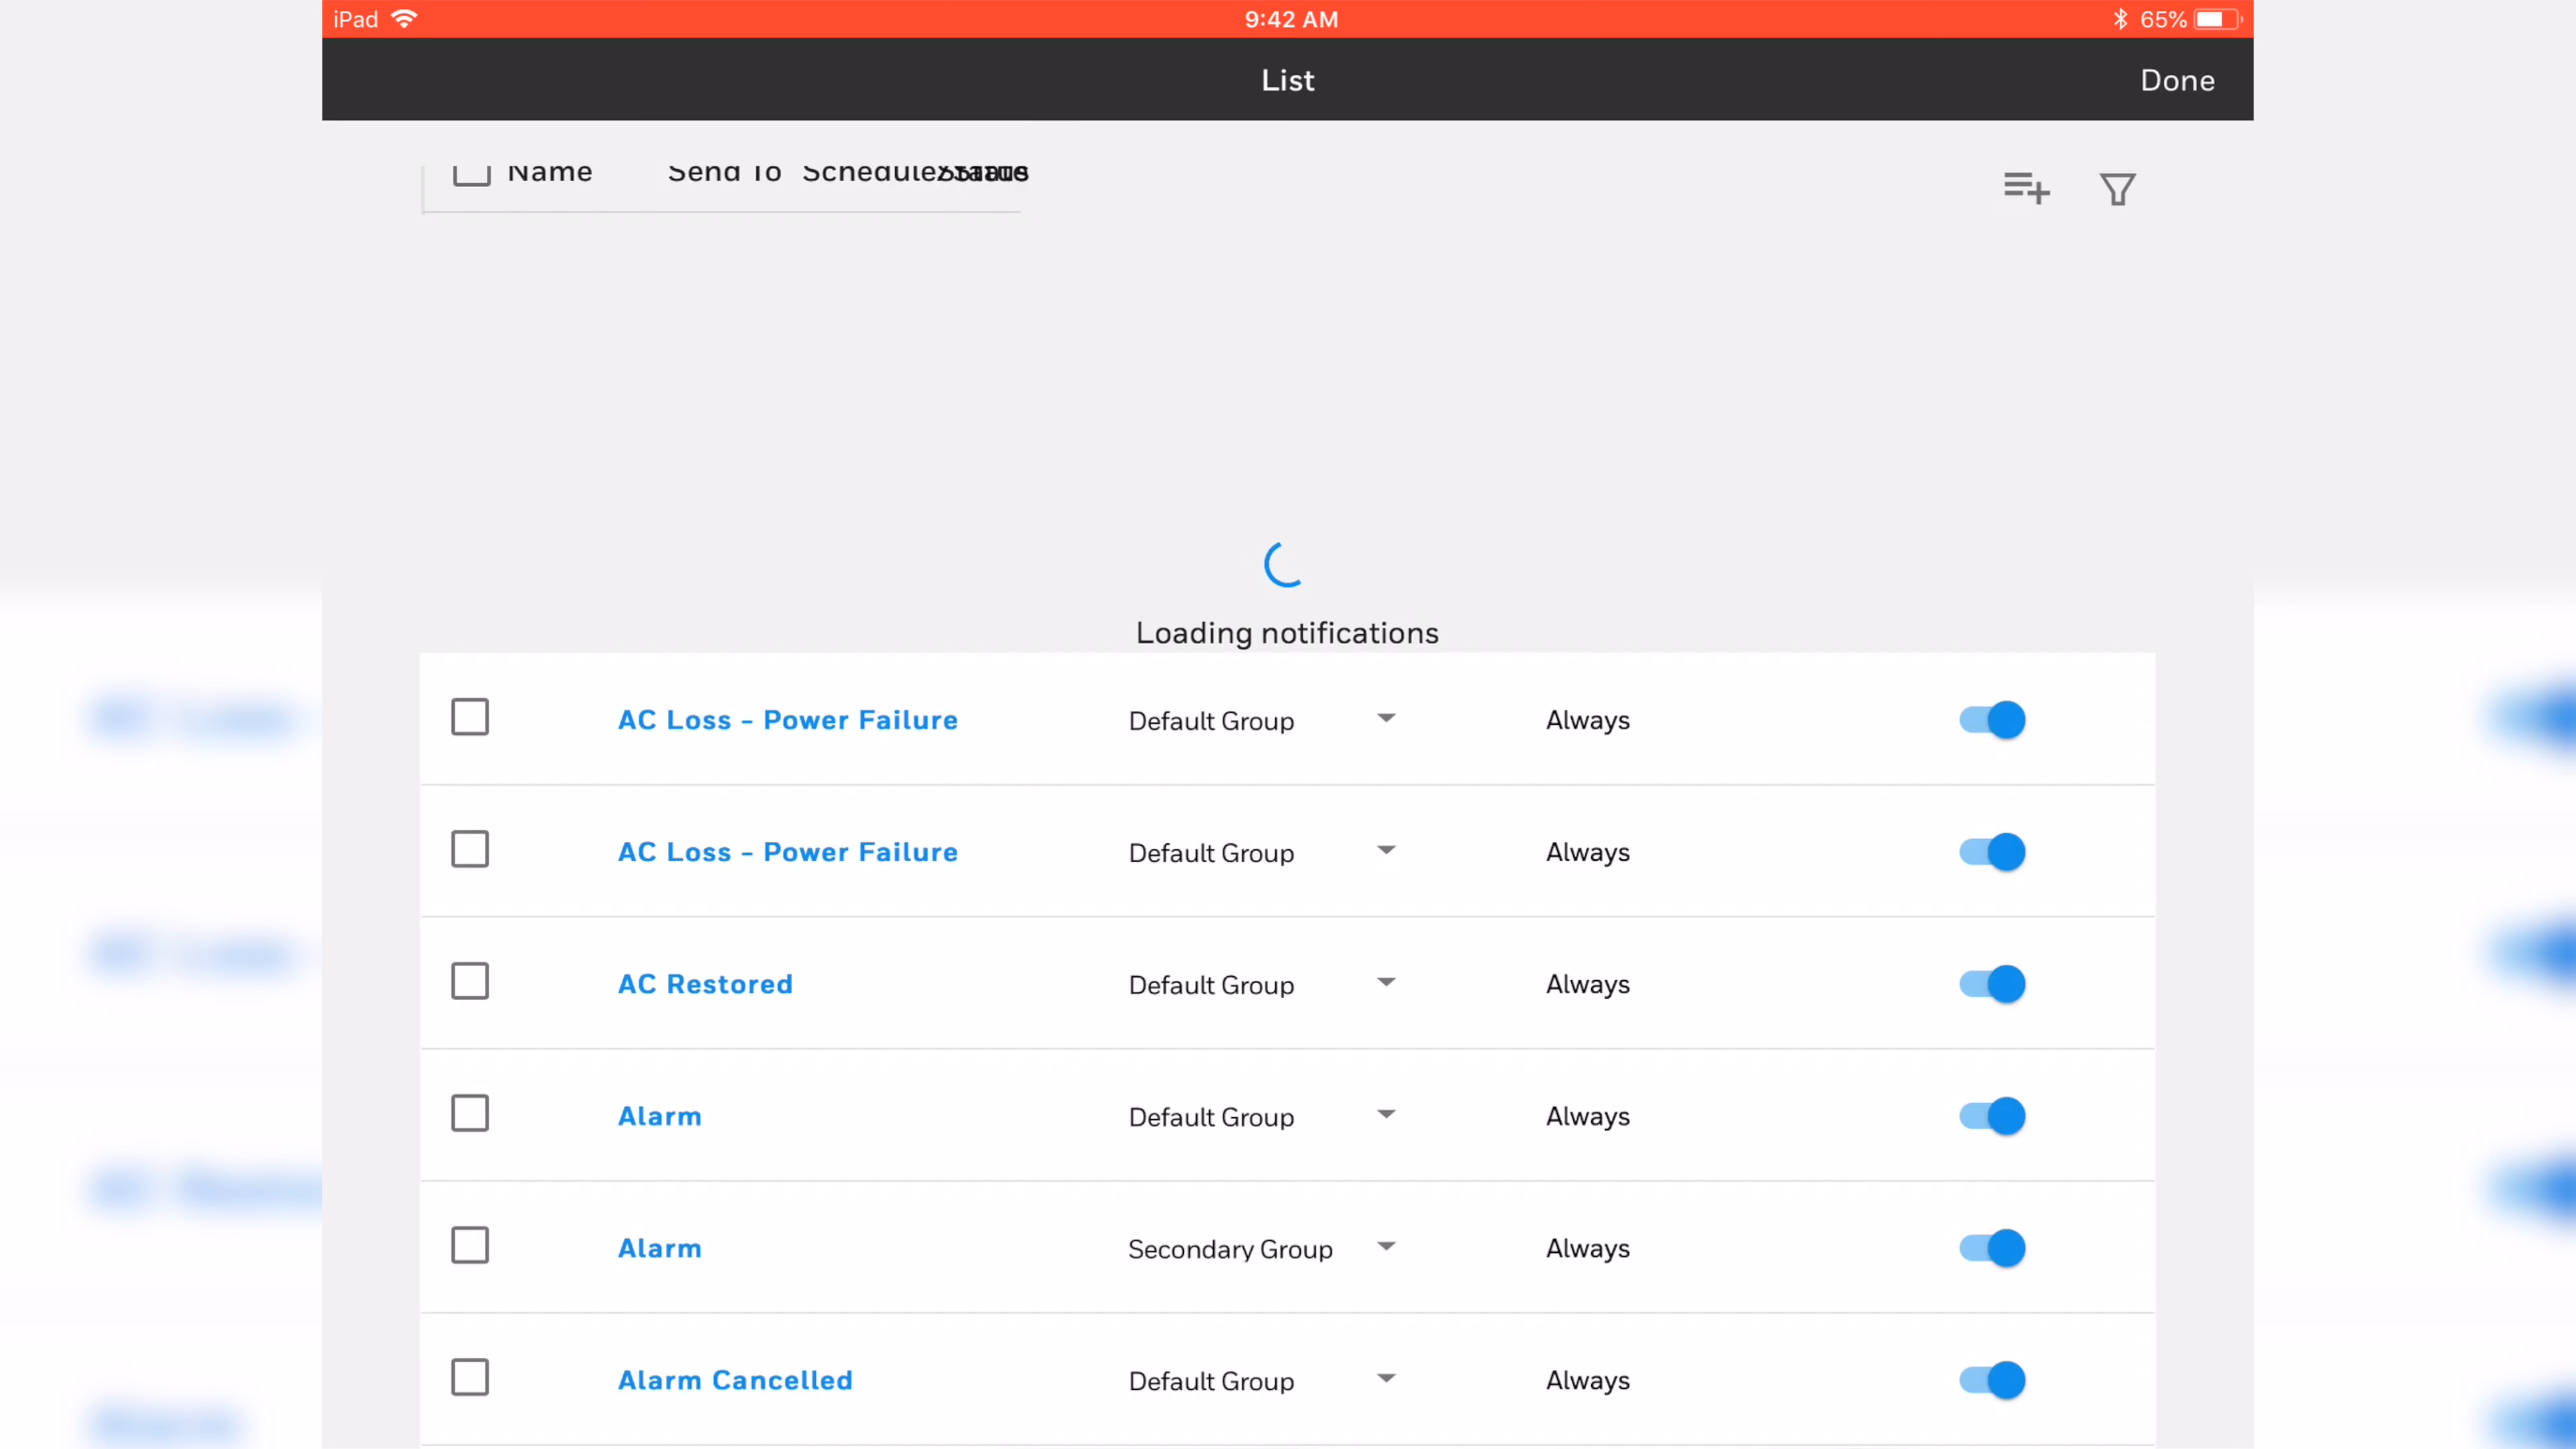 iPad 9:42 AM 65%
List Done
Name Send To Schedule Status
Loading notifications
AC Loss - Power Failure Default Group Always
AC Loss - Power Failure Default Group Always
AC Restored Default Group Always
Alarm Default Group Always
Alarm Secondary Group Always
Alarm Cancelled Default Group Always